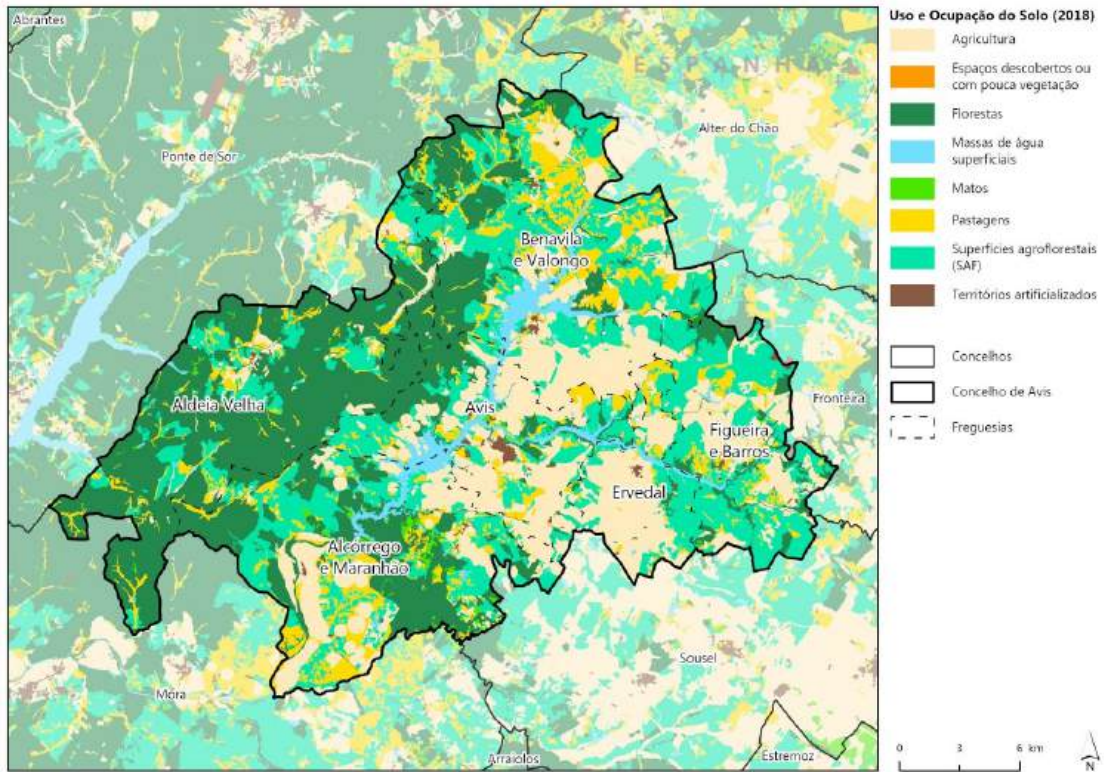 Abrantes
ESPANHA
Alter do Chão
Ponte de Sor
Benavila
e Valongo
Aldeia Velha
Avis
Fronteira
Figueira
e Barros
Ervedal
Alcórrego
e Maranhão
Sousel
Mora
Arraiolos
Estremoz
Uso e Ocupação do Solo (2018)
Agricultura
Espaços descobertos ou
com pouca vegetação
Florestas
Massas de água
superficiais
Matos
Pastagens
Superfícies agroflorestais
(SAF)
Territórios artificializados
Concelhos
Concelho de Avis
Freguesias
0 3 6 km
N